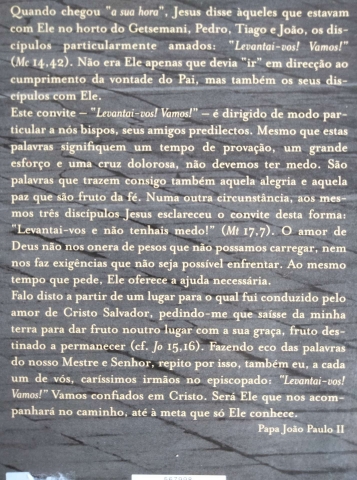 Quando chegou "a sua hora", Jesus disse àqueles que estavam
com Ele no horto do Getsemani, Pedro, Tiago e João, os dis-
cípulos particularmente amados: "Levantai-vos! Vamos!"
(Mc 14,42). Não era Ele apenas que devia "ir" em direcção ao
cumprimento da vontade do Pai, mas também os seus dis-
cípulos com Ele.
Este convite – "Levantai-vos! Vamos!" – é dirigido de modo par-
ticular a nós bispos, seus amigos predilectos. Mesmo que estas
palavras signifiquem um tempo de provação, um grande
esforço e uma cruz dolorosa, não devemos ter medo. São
palavras que trazem consigo também aquela alegria e aquela
paz que são fruto da fé. Numa outra circunstância, aos mes-
mos três discípulos Jesus esclareceu o convite desta forma:
"Levantai-vos e não tenhais medo!" (Mt 17,7). O amor de
Deus não nos onera de pesos que não possamos carregar, nem
nos faz exigências que não seja possível enfrentar. Ao mesmo
tempo que pede, Ele oferece a ajuda necessária.
Falo disto a partir de um lugar para o qual fui conduzido pelo
amor de Cristo Salvador, pedindo-me que saísse da minha
terra para dar fruto noutro lugar com a sua graça, fruto des-
tinado a permanecer (cf. Jo 15,16). Fazendo eco das palavras
do nosso Mestre e Senhor, repito por isso, também eu, a cada
um de vós, caríssimos irmãos no episcopado: "Levantai-vos!
Vamos!" Vamos confiados em Cristo. Será Ele que nos acom-
panhará no caminho, até à meta que só Ele conhece.
Papa João Paulo II